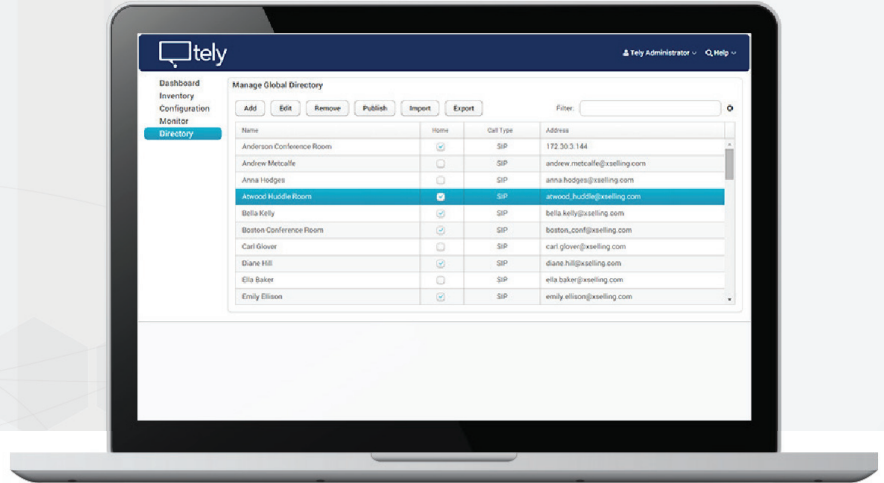 tely
Tely Administrator Help
Dashboard
Inventory
Configuration
Monitor
Directory
Manage Global Directory
Add Edit Remove Publish Import Export Filter:
Name Home Call Type Address
Anderson Conference Room SIP 172.30.3.144
Andrew Metcalfe SIP andrew.metcalfe@xselling.com
Anna Hodges SIP anna.hodges@xselling.com
Atwood Huddle Room SIP atwood_huddle@xselling.com
Bella Kelly SIP bella.kelly@xselling.com
Boston Conference Room SIP boston_conf@xselling.com
Carl Glover SIP carl.glover@xselling.com
Diane Hill SIP diane.hill@xselling.com
Ella Baker SIP ella.baker@xselling.com
Emily Ellison SIP emily.ellison@xselling.com